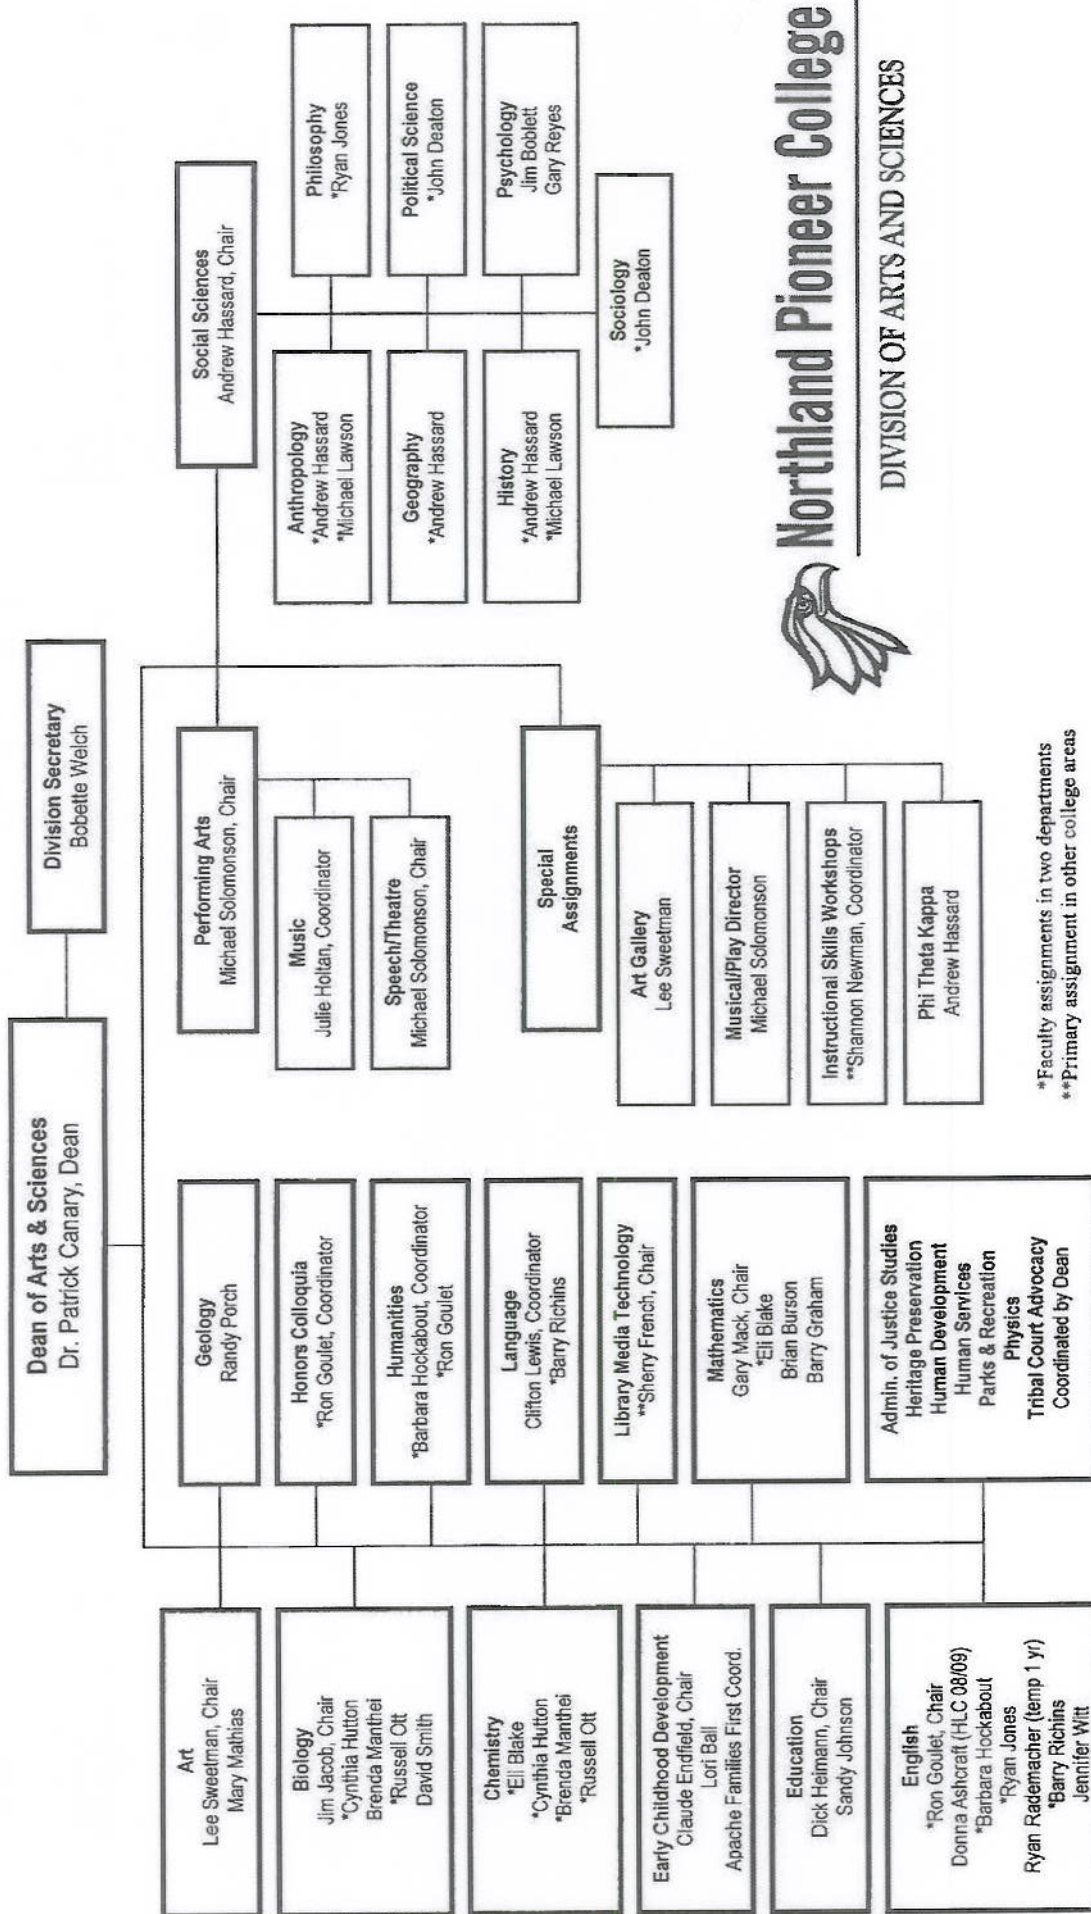 Dean of Arts & Sciences
Dr. Patrick Canary, Dean
Division Secretary
Bobette Welch
Art
Lee Sweetman, Chair
Mary Mathias
Biology
Jim Jacob, Chair
*Cynthia Hutton
Brenda Manthei
*Russell Ott
David Smith
Chemistry
*Eli Blake
*Cynthia Hutton
*Brenda Manthei
*Russell Ott
Early Childhood Development
Claude Endfield, Chair
Lori Ball
Apache Families First Coord.
Education
Dick Heimann, Chair
Sandy Johnson
English
*Ron Goulet, Chair
Donna Ashcraft (HLC 08/09)
*Barbara Hockabout
*Ryan Jones
Ryan Rademacher (temp 1 yr)
*Barry Richins
Jennifer Witt
Geology
Randy Porch
Honors Colloquia
*Ron Goulet, Coordinator
Humanities
*Barbara Hockabout, Coordinator
*Ron Goulet
Language
Clifton Lewis, Coordinator
*Barry Richins
Library Media Technology
**Sherry French, Chair
Mathematics
Gary Mack, Chair
*Eli Blake
Brian Burson
Barry Graham
Admin. of Justice Studies
Heritage Preservation
Human Development
Human Services
Parks & Recreation
Physics
Tribal Court Advocacy
Coordinated by Dean
Performing Arts
Michael Solomonson, Chair
Music
Julie Holtan, Coordinator
Speech/Theatre
Michael Solomonson, Chair
Special
Assignments
Art Gallery
Lee Sweetman
Musical/Play Director
Michael Solomonson
Instructional Skills Workshops
**Shannon Newman, Coordinator
Phi Theta Kappa
Andrew Hassard
Social Sciences
Andrew Hassard, Chair
Anthropology
*Andrew Hassard
*Michael Lawson
Geography
*Andrew Hassard
History
*Andrew Hassard
*Michael Lawson
Philosophy
*Ryan Jones
Political Science
*John Deaton
Psychology
Jim Boblett
Gary Reyes
Sociology
*John Deaton
*Faculty assignments in two departments
**Primary assignment in other college areas
Northland Pioneer College
DIVISION OF ARTS AND SCIENCES